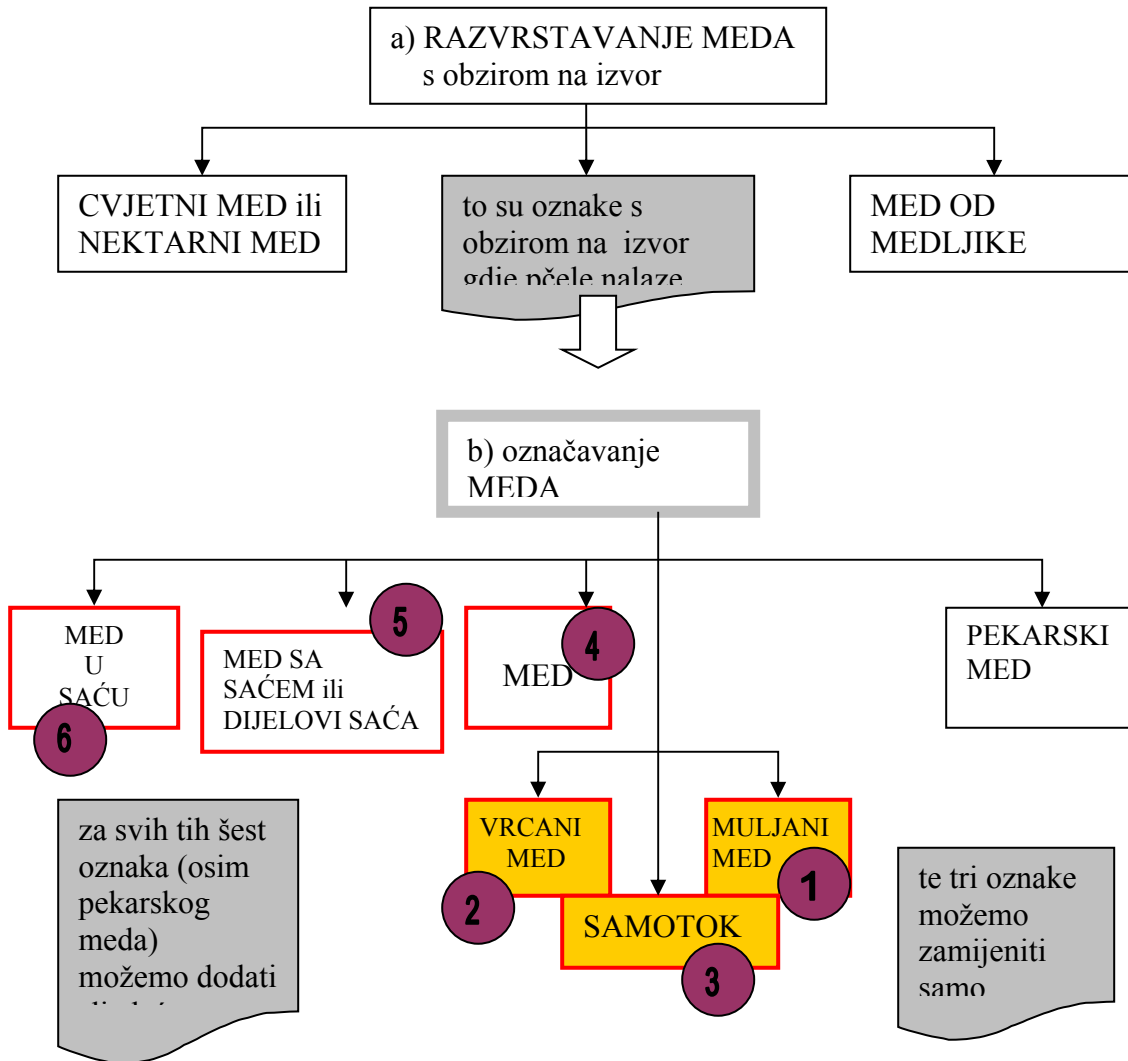 a) RAZVRSTAVANJE MEDA
s obzirom na izvor
CVJETNI MED ili
NEKTARNI MED
to su oznake s
obzirom na izvor
gdje pčele nalaze
MED OD
MEDLJIKE
b) označavanje
MEDA
MED
U
SAĆU
6
MED SA
SAĆEM ili
DIJELOVI SAĆA
5
MED
4
PEKARSKI
MED
VRCANI
MED
2
MULJANI
MED
1
SAMOTOK
3
za svih tih šest
oznaka (osim
pekarskog
meda)
možemo dodati
te tri oznake
možemo
zamijeniti
samo